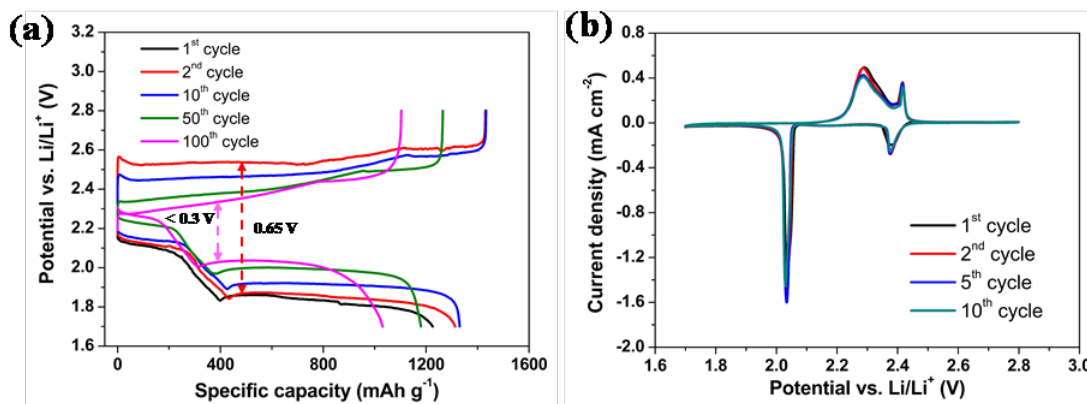 (a)
3.2
3.0
2.8
2.6
2.4
2.2
2.0
1.8
1.6
Potential vs. Li/Li⁺ (V)
1ˢᵗ cycle
2ⁿᵈ cycle
10ᵗʰ cycle
50ᵗʰ cycle
100ᵗʰ cycle
< 0.3 V
0.65 V
0 400 800 1200 1600
Specific capacity (mAh g⁻¹)
(b)
0.8
0.4
0.0
-0.4
-0.8
-1.2
-1.6
-2.0
Current density (mA cm⁻²)
1ˢᵗ cycle
2ⁿᵈ cycle
5ᵗʰ cycle
10ᵗʰ cycle
1.6 1.8 2.0 2.2 2.4 2.6 2.8 3.0
Potential vs. Li/Li⁺ (V)